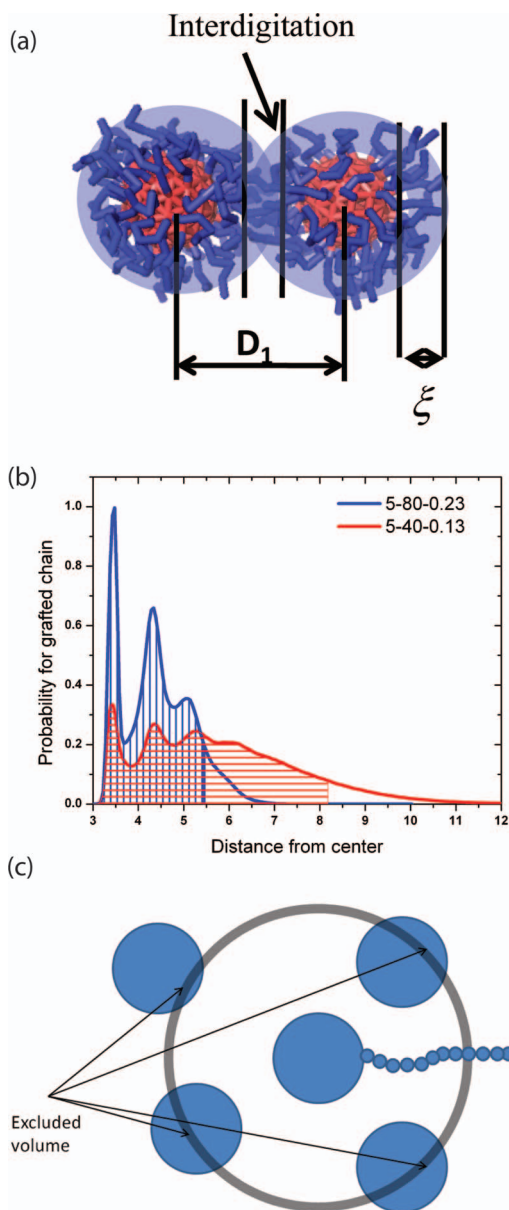 (a)
Interdigitation
D₁
ξ
(b)
Probability for grafted chain
1.0
0.8
0.6
0.4
0.2
0.0
5-80-0.23
5-40-0.13
3 4 5 6 7 8 9 10 11 12
Distance from center
(c)
Excluded
volume